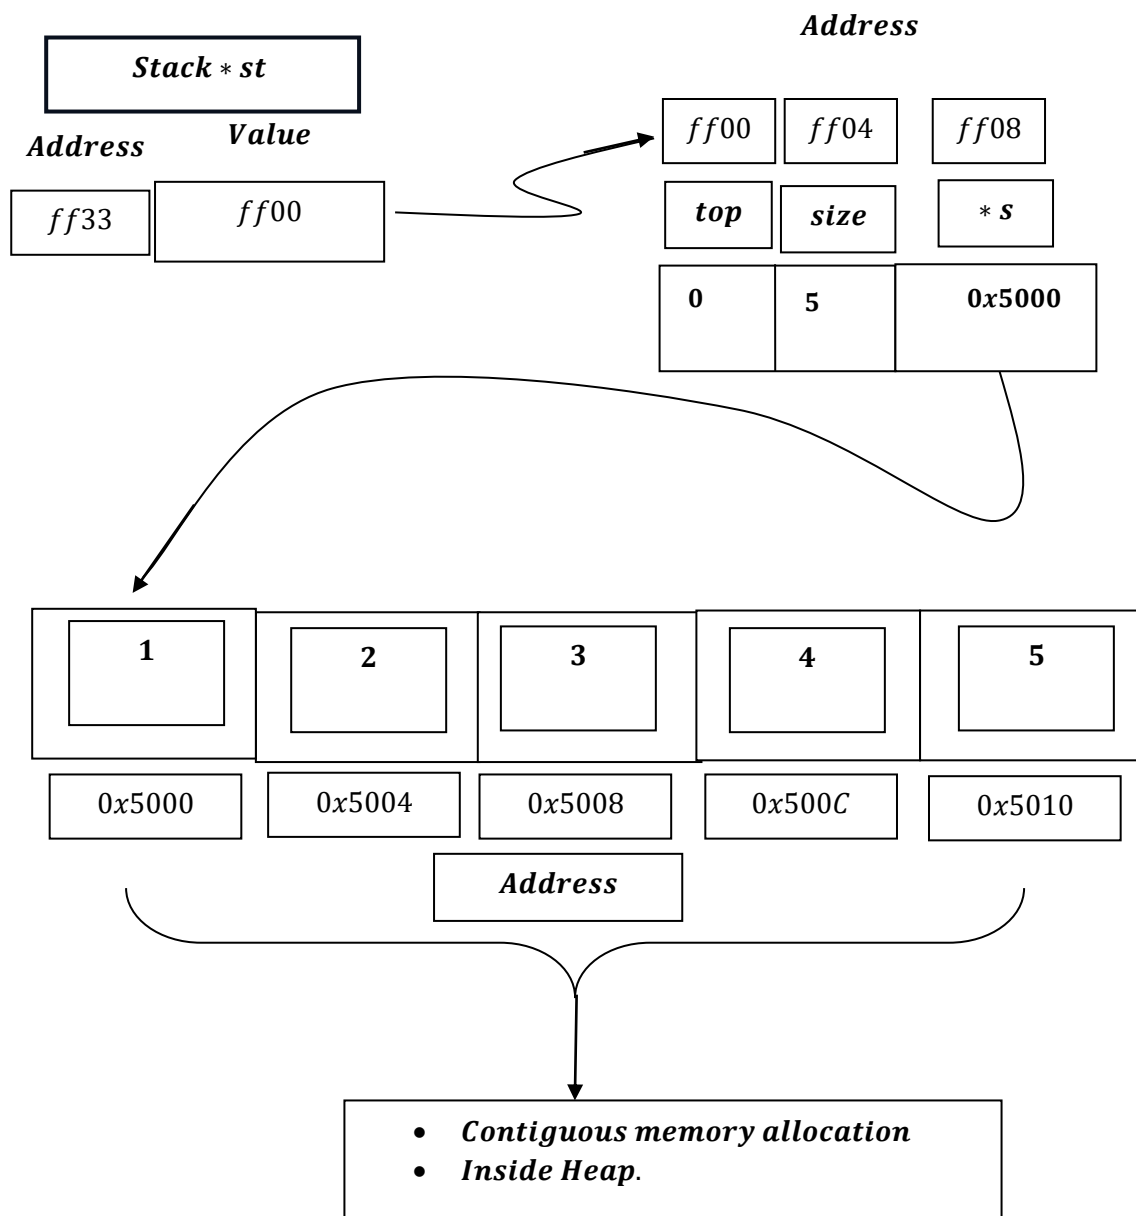 Address
Stack * st
Address Value
ff33 ff00
ff00 ff04 ff08
top size * s
0 5 0x5000
1 2 3 4 5
0x5000 0x5004 0x5008 0x500C 0x5010
Address
• Contiguous memory allocation
• Inside Heap.